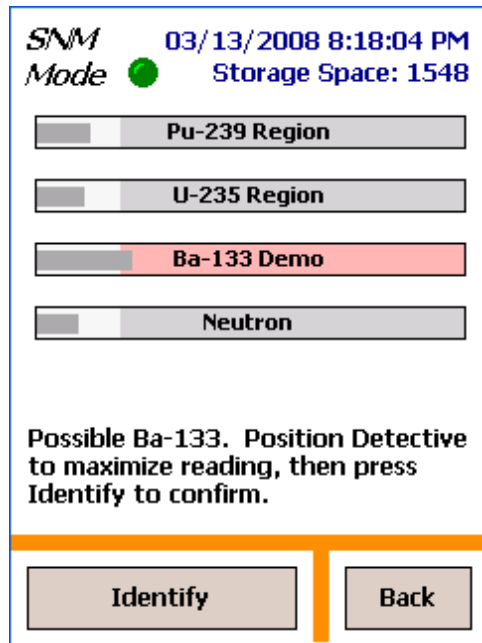 SNM 03/13/2008 8:18:04 PM
Mode Storage Space: 1548
Pu-239 Region
U-235 Region
Ba-133 Demo
Neutron
Possible Ba-133. Position Detective
to maximize reading, then press
Identify to confirm.
Identify Back